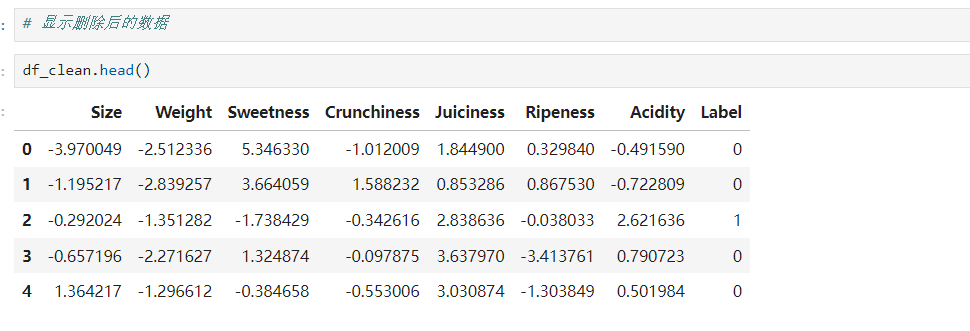 # 显示删除后的数据
df_clean.head()
Size Weight Sweetness Crunchiness Juiciness Ripeness Acidity Label
0 -3.970049 -2.512336 5.346330 -1.012009 1.844900 0.329840 -0.491590 0
1 -1.195217 -2.839257 3.664059 1.588232 0.853286 0.867530 -0.722809 0
2 -0.292024 -1.351282 -1.738429 -0.342616 2.838636 -0.038033 2.621636 1
3 -0.657196 -2.271627 1.324874 -0.097875 3.637970 -3.413761 0.790723 0
4 1.364217 -1.296612 -0.384658 -0.553006 3.030874 -1.303849 0.501984 0